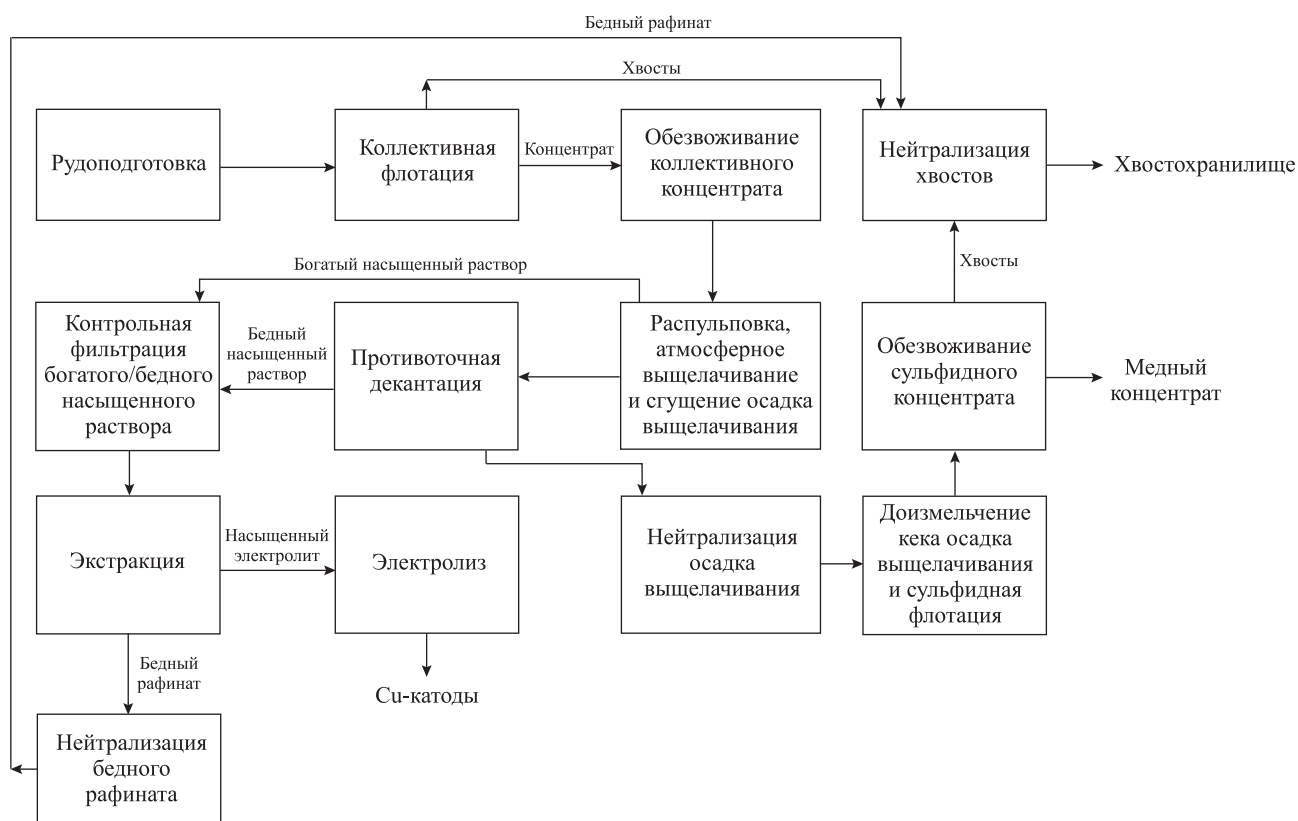 Бедный рафинат
Хвосты
Рудоподготовка
Коллективная
флотация
Концентрат
Обезвоживание
коллективного
концентрата
Нейтрализация
хвостов
Хвостохранилище
Богатый насыщенный раствор
Хвосты
Контрольная
фильтрация
богатого/бедного
насыщенного
раствора
Бедный
насыщенный
раствор
Противоточная
декантация
Распульповка,
атмосферное
выщелачивание
и сгущение осадка
выщелачивания
Обезвоживание
сульфидного
концентрата
Медный
концентрат
Экстракция
Насыщенный
электролит
Электролиз
Нейтрализация
осадка
выщелачивания
Доизмельчение
кека осадка
выщелачивания
и сульфидная
флотация
Бедный
рафинат
Cu-катоды
Нейтрализация
бедного
рафината